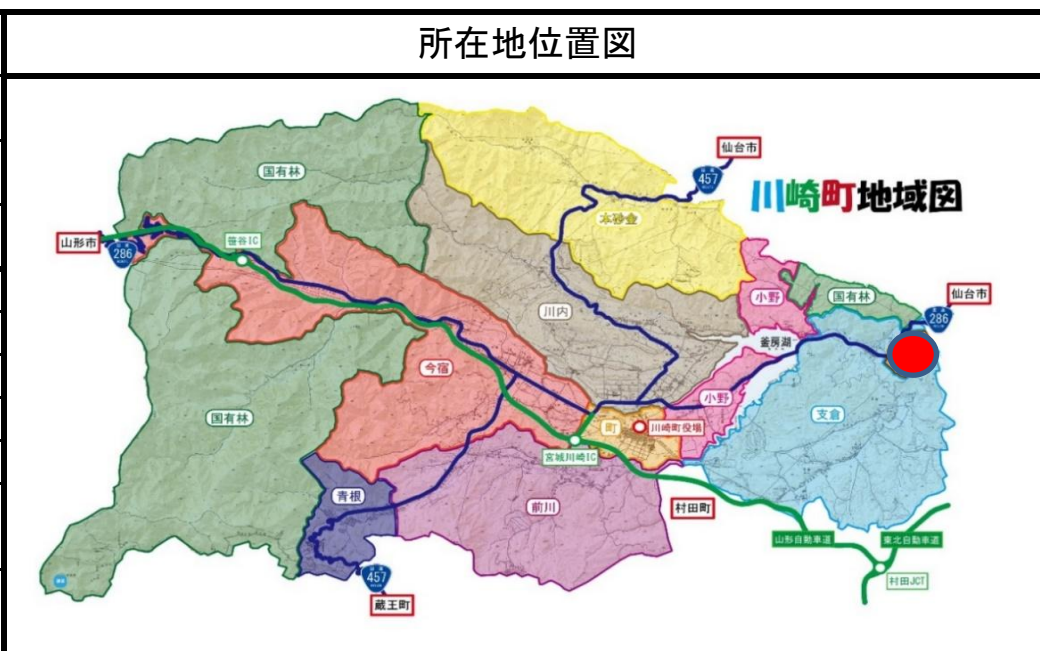 所在地位置図
仙台市
457
川崎町地域図
国有林
本砂金
山形市
286
笹谷IC
小野
国有林
仙台市
286
川内
釜房湖
今宿
小野
支倉
国有林
町
川崎町役場
宮城川崎IC
青根
前川
村田町
山形自動車道
東北自動車道
457
村田JCT
蔵王町